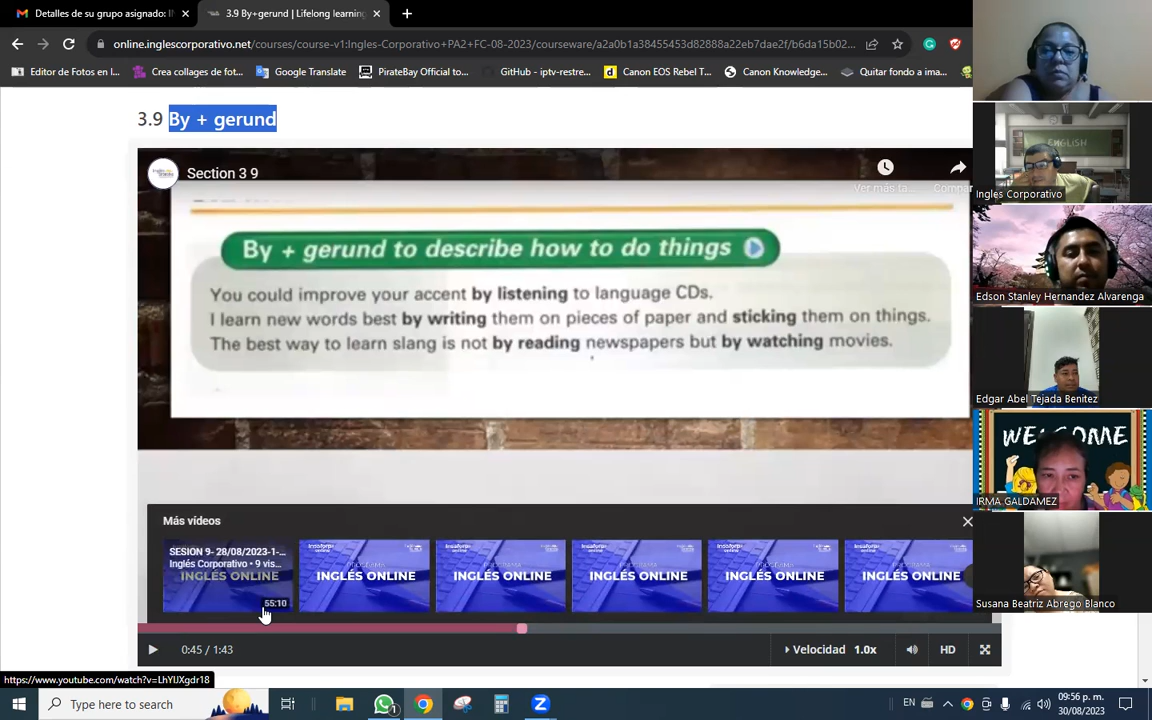 Detalles de su grupo asignado: I
3.9 By+gerund | Lifelong learning
online.inglescorporativo.net/courses/course-v1:Ingles-Corporativo+PA2+FC-08-2023/courseware/a2a0b1a38455453d82888a22eb7dae2f/b6da15b02...
Editor de Fotos en l...
Crea collages de fot...
Google Translate
PirateBay Official to...
GitHub - iptv-restre...
Canon EOS Rebel T...
Canon Knowledge...
Quitar fondo a ima...
3.9 By + gerund
Section 3 9
Ver más ta...
By + gerund to describe how to do things
You could improve your accent by listening to language CDs.
I learn new words best by writing them on pieces of paper and sticking them on things.
The best way to learn slang is not by reading newspapers but by watching movies.
Más vídeos
SESION 9- 28/08/2023-1-...
Inglés Corporativo • 9 vis...
INGLÉS ONLINE
55:10
INGLÉS ONLINE
INGLÉS ONLINE
INGLÉS ONLINE
INGLÉS ONLINE
INGLÉS ONLINE
0:45 / 1:43
Velocidad 1.0x
HD
https://www.youtube.com/watch?v=LhYUXgdr18
Type here to search
1
EN
09:56 p. m.
30/08/2023
ENGLISH
Ingles Corporativo
Edson Stanley Hernandez Alvarenga
Edgar Abel Tejada Benitez
WELCOME
IRMA GALDAMEZ
Susana Beatriz Abrego Blanco